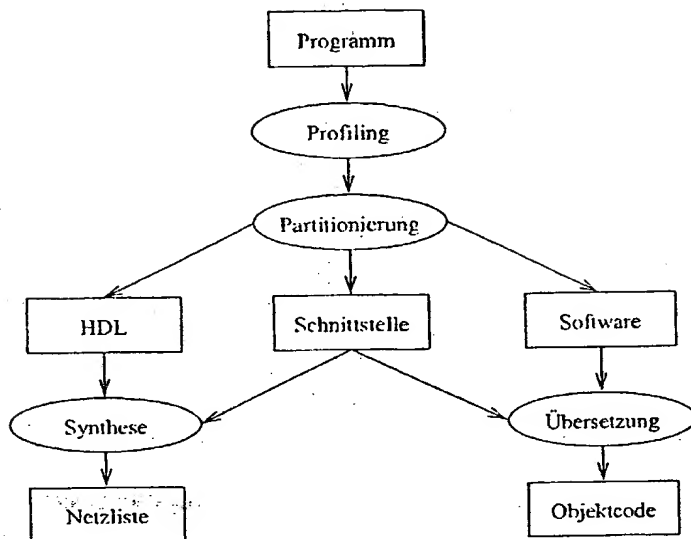 Programm
Profiling
Partitionierung
HDL
Schnittstelle
Software
Synthese
Übersetzung
Netzliste
Objektcode